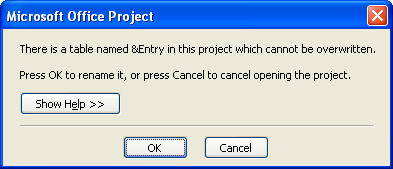 Microsoft Office Project
There is a table named &Entry in this project which cannot be overwritten.
Press OK to rename it, or press Cancel to cancel opening the project.
Show Help >>
OK
Cancel